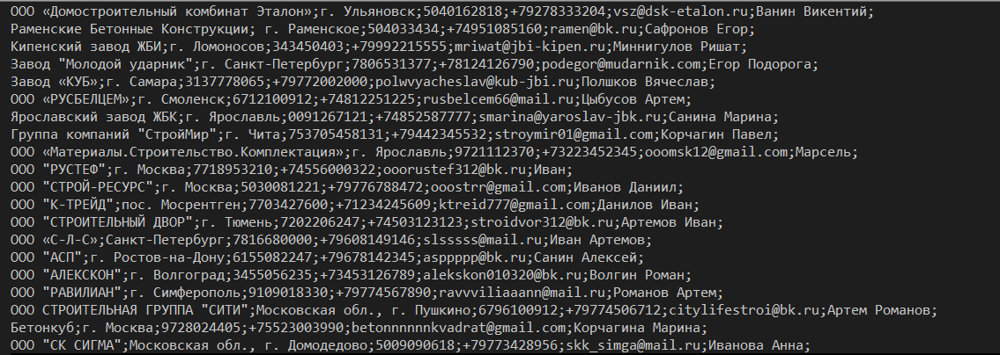 ООО «Домостроительный комбинат Эталон»;г. Ульяновск;5040162818;+79278333204;vsz@dsk-etalon.ru;Ванин Викентий;
Раменские Бетонные Конструкции; г. Раменское;504033434;+74951085160;ramen@bk.ru;Сафронов Егор;
Кипенский завод ЖБИ;г. Ломоносов;343450403;+79992215555;mriwat@jbi-kipen.ru;Миннигулов Ришат;
Завод "Молодой ударник";г. Санкт-Петербург;7806531377;+78124126790;podegor@mudarnik.com;Егор Подорога;
Завод «КУБ»;г. Самара;3137778065;+79772002000;polwvyacheslav@kub-jbi.ru;Полшков Вячеслав;
ООО «РУСБЕЛЦЕМ»;г. Смоленск;6712100912;+74812251225;rusbelcem66@mail.ru;Цыбусов Артем;
Ярославский завод ЖБК;г. Ярославль;0091267121;+74852587777;smarina@yaroslav-jbk.ru;Санина Марина;
Группа компаний "СтройМир";г. Чита;753705458131;+79442345532;stroymir01@gmail.com;Корчагин Павел;
ООО «Материалы.Строительство.Комплектация»;г. Ярославль;9721112370;+73223452345;ooomsk12@gmail.com;Марсель;
ООО "РУСТЕФ";г. Москва;7718953210;+74556000322;ooorustef312@bk.ru;Иван;
ООО "СТРОЙ-РЕСУРС";г. Москва;5030081221;+79776788472;ooostrr@gmail.com;Иванов Даниил;
ООО "К-ТРЕЙД";пос. Мосрентген;7703427600;+71234245609;ktreid777@gmail.com;Данилов Иван;
ООО "СТРОИТЕЛЬНЫЙ ДВОР";г. Тюмень;7202206247;+74503123123;stroidvor312@bk.ru;Артемов Иван;
ООО «С-Л-С»;Санкт-Петербург;7816680000;+79608149146;slsssss@mail.ru;Иван Артемов;
ООО "АСП";г. Ростов-на-Дону;6155082247;+79678142345;asppppp@bk.ru;Санин Алексей;
ООО "АЛЕКСКОН";г. Волгоград;3455056235;+73453126789;alekskon010320@bk.ru;Волгин Роман;
ООО "РАВИЛИАН";г. Симферополь;9109018330;+79774567890;ravvviliaaann@mail.ru;Романов Артем;
ООО СТРОИТЕЛЬНАЯ ГРУППА "СИТИ";Московская обл., г. Пушкино;6796100912;+79774506712;citylifestroi@bk.ru;Артем Романов;
Бетонкуб;г. Москва;9728024405;+75523003990;betonnnnnkvadrat@gmail.com;Корчагина Марина;
ООО "СК СИГМА";Московская обл., г. Домодедово;5009090618;+79773428956;skk_simga@mail.ru;Иванова Анна;